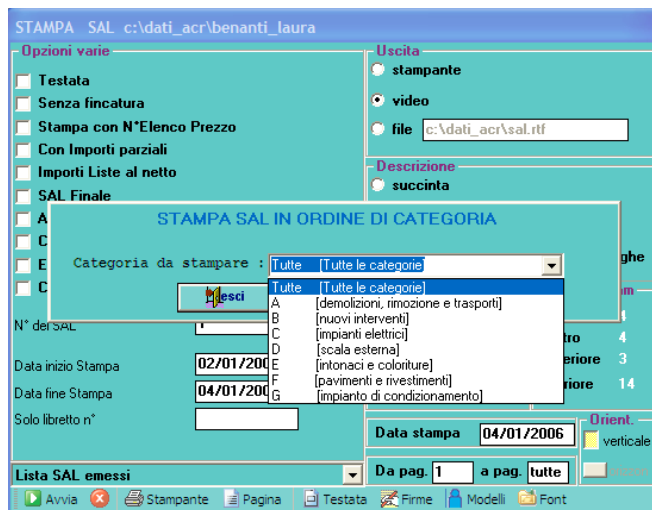 STAMPA SAL c:\dati_acr\benanti_laura
Opzioni varie
Testata
Senza fincatura
Stampa con N°Elenco Prezzo
Con Importi parziali
Importi Liste al netto
SAL Finale
A
C
E
C
N° del SAL
Data inizio Stampa 02/01/200
Data fine Stampa 04/01/200
Solo libretto n°
Lista SAL emessi
Uscita
stampante
video
file c:\dati_acr\sal.rtf
Descrizione
succinta
STAMPA SAL IN ORDINE DI CATEGORIA
Categoria da stampare : Tutte [Tutte le categorie]
esci
Tutte [Tutte le categorie]
A [demolizioni, rimozione e trasporti]
B [nuovi interventi]
C [impianti elettrici]
D [scala esterna]
E [intonaci e coloriture]
F [pavimenti e rivestimenti]
G [impianto di condizionamento]
ghe
m
4
tro 4
eriore 3
riore 14
Data stampa 04/01/2006
Orient.
verticale
Da pag. 1 a pag. tutte
Avvia Stampante Pagina Testata Firme Modelli Font